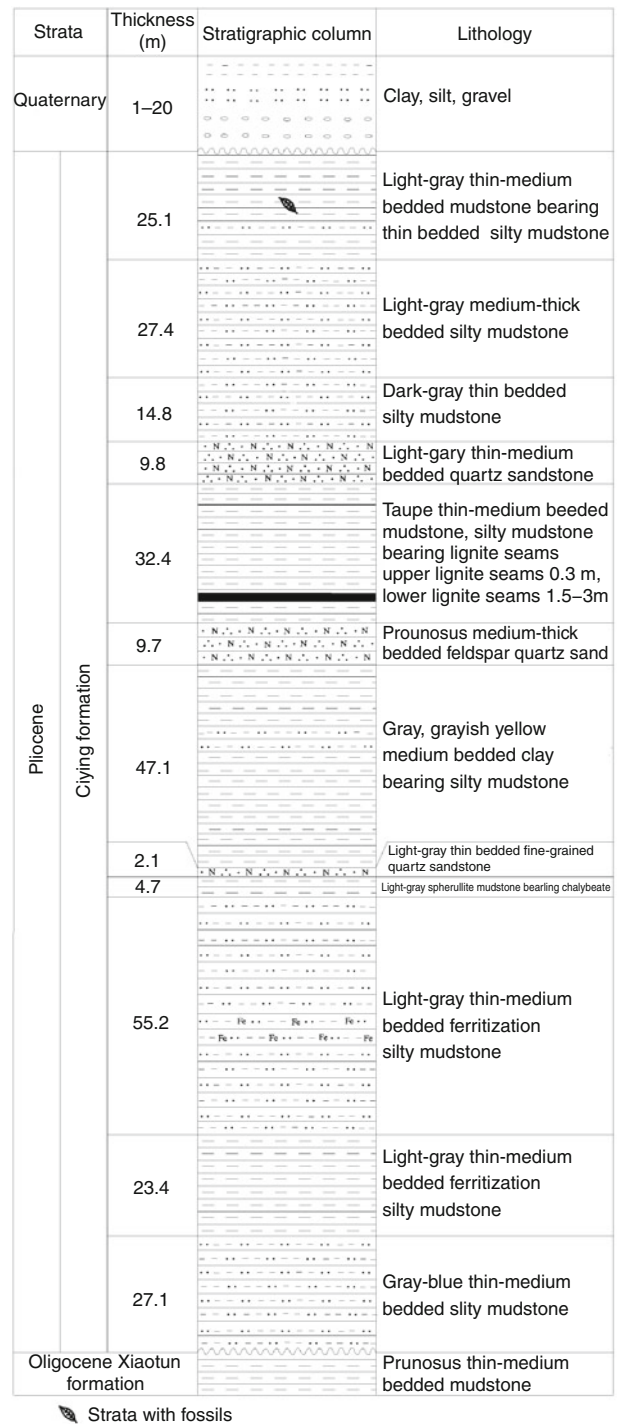 Strata
Thickness
(m)
Stratigraphic column
Lithology
Quaternary
1–20
Clay, silt, gravel
Pliocene
Ciying formation
25.1
Light-gray thin-medium
bedded mudstone bearing
thin bedded silty mudstone
27.4
Light-gray medium-thick
bedded silty mudstone
14.8
Dark-gray thin bedded
silty mudstone
9.8
Light-gary thin-medium
bedded quartz sandstone
32.4
Taupe thin-medium beeded
mudstone, silty mudstone
bearing lignite seams
upper lignite seams 0.3 m,
lower lignite seams 1.5–3m
9.7
Prounosus medium-thick
bedded feldspar quartz sand
47.1
Gray, grayish yellow
medium bedded clay
bearing silty mudstone
2.1
Light-gray thin bedded fine-grained
quartz sandstone
4.7
Light-gray spherullite mudstone bearling chalybeate
55.2
Light-gray thin-medium
bedded ferritization
silty mudstone
Fe Fe Fe
Fe Fe Fe Fe
23.4
Light-gray thin-medium
bedded ferritization
silty mudstone
27.1
Gray-blue thin-medium
bedded slity mudstone
Oligocene Xiaotun
formation
Prunosus thin-medium
bedded mudstone
Strata with fossils